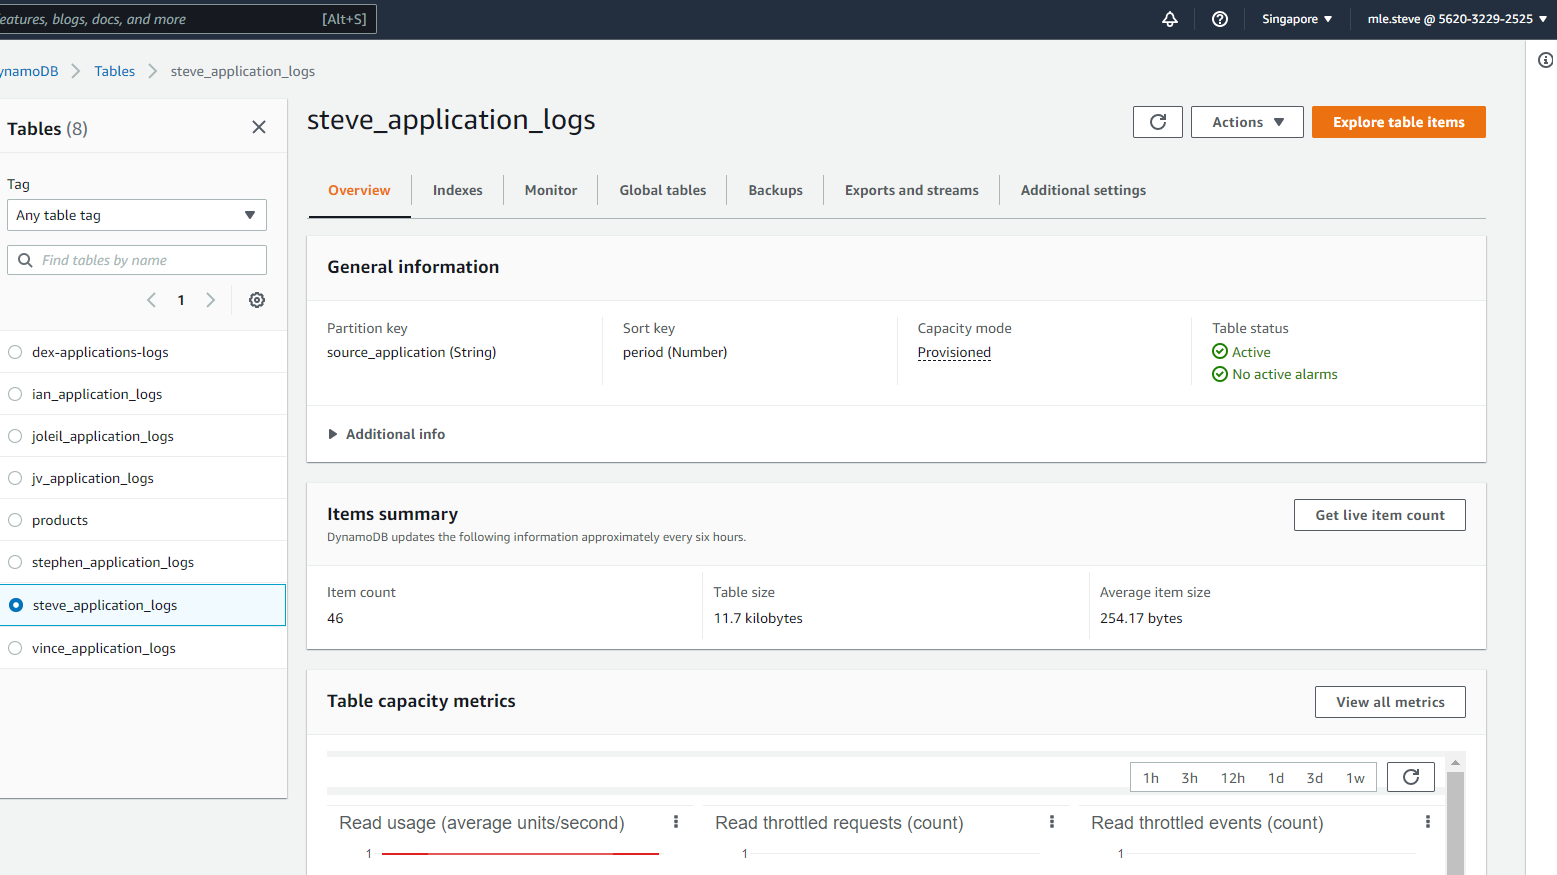 eatures, blogs, docs, and more [Alt+S]
Singapore mle.steve @ 5620-3229-2525
ynamoDB Tables steve_application_logs
Tables (8)
Tag
Any table tag
Find tables by name
1
dex-applications-logs
ian_application_logs
joleil_application_logs
jv_application_logs
products
stephen_application_logs
steve_application_logs
vince_application_logs
steve_application_logs
Actions Explore table items
Overview Indexes Monitor Global tables Backups Exports and streams Additional settings
General information
Partition key
source_application (String)
Sort key
period (Number)
Capacity mode
Provisioned
Table status
Active
No active alarms
Additional info
Items summary
DynamoDB updates the following information approximately every six hours.
Get live item count
Item count
46
Table size
11.7 kilobytes
Average item size
254.17 bytes
Table capacity metrics
View all metrics
1h 3h 12h 1d 3d 1w
Read usage (average units/second)
1
Read throttled requests (count)
1
Read throttled events (count)
1